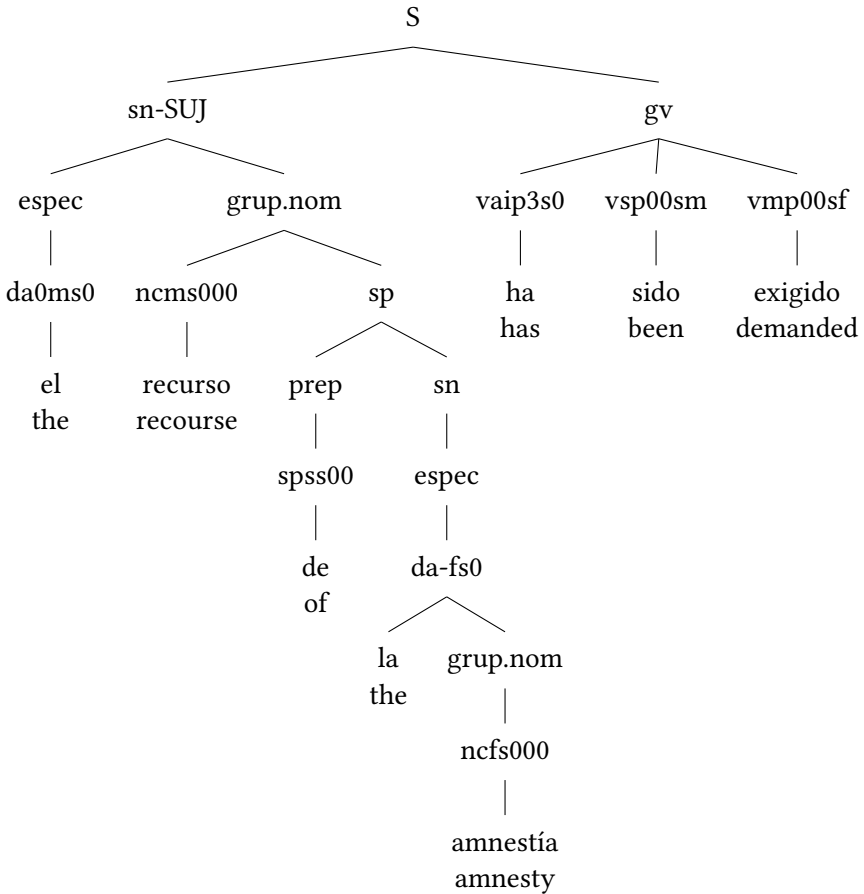 S
sn-SUJ gv
espec grup.nom vaip3s0 vsp00sm vmp00sf
da0ms0 ncms000 sp ha sido exigido
has been demanded
el recurso prep sn
the recourse
spss00 espec
de da-fs0
of
la grup.nom
the
ncfs000
amnestía
amnesty